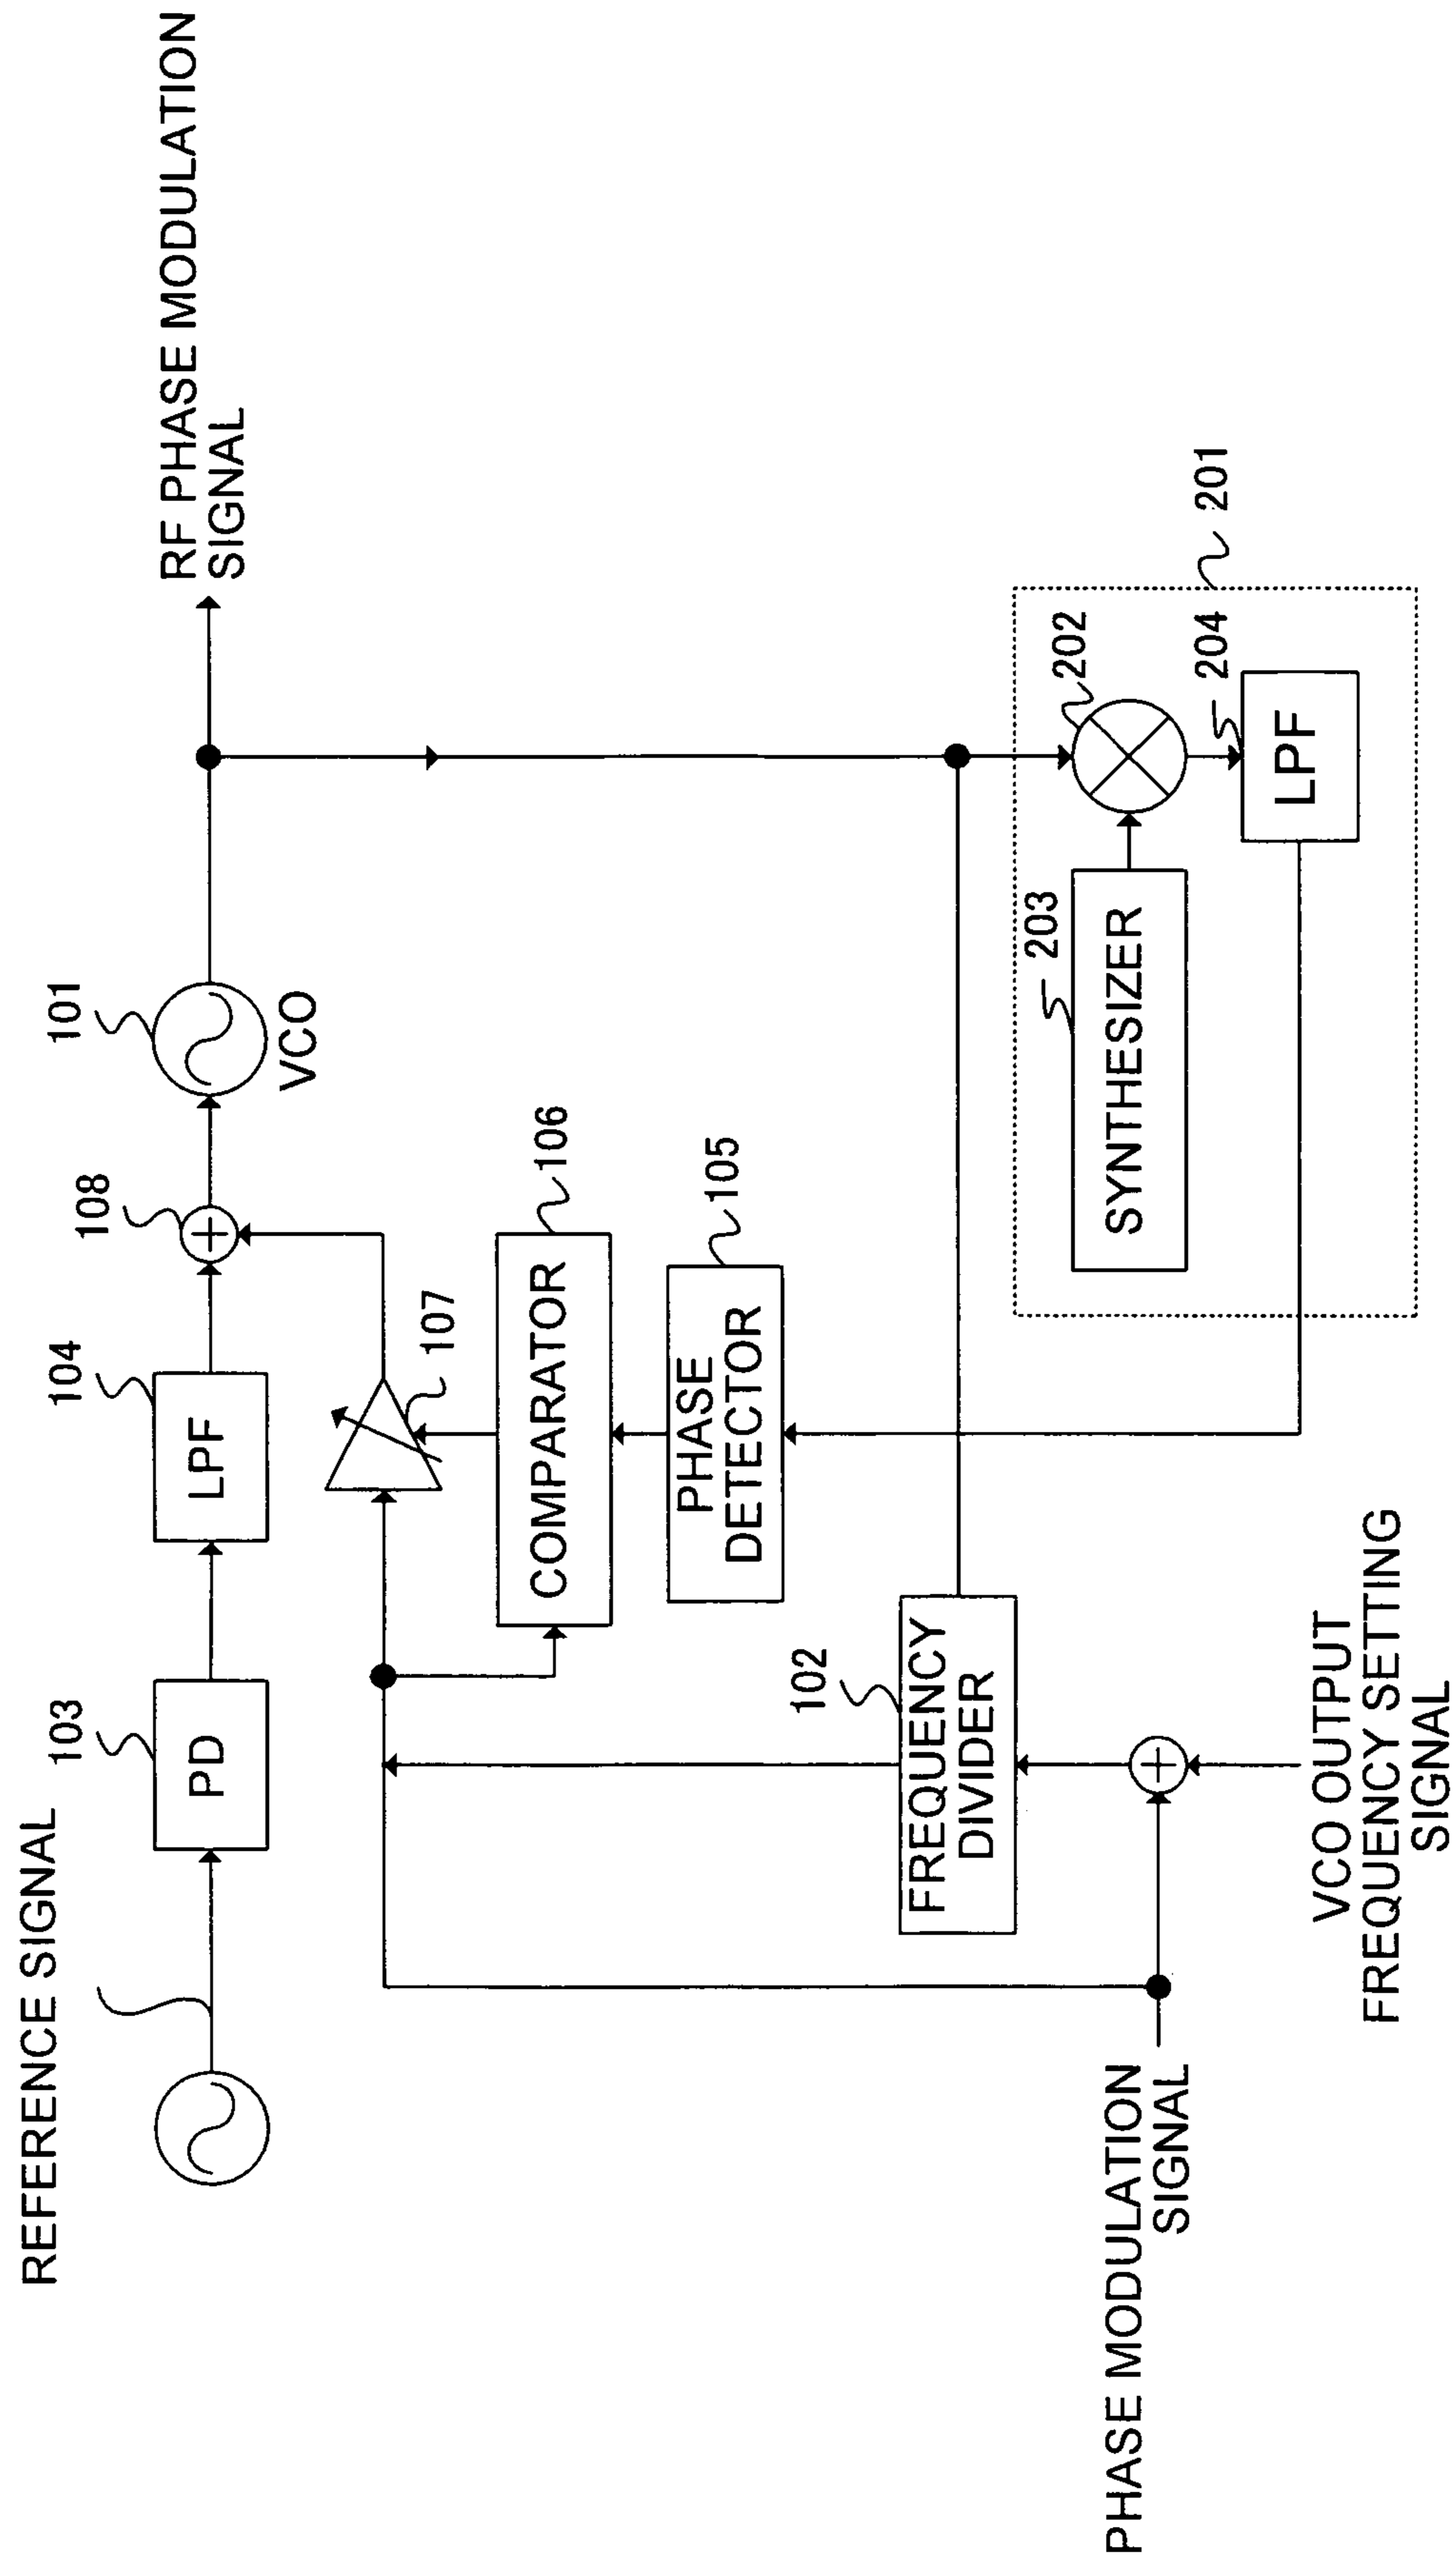 REFERENCE SIGNAL
103
PD
104
LPF
108
101
VCO
RF PHASE MODULATION
SIGNAL
107
106
COMPARATOR
105
PHASE
DETECTOR
102
FREQUENCY
DIVIDER
203
SYNTHESIZER
202
204
LPF
201
PHASE MODULATION
SIGNAL
VCO OUTPUT
FREQUENCY SETTING
SIGNAL